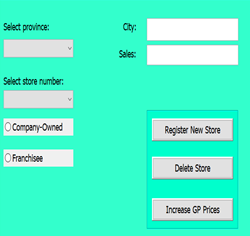 Select province:
City:
Sales:
Select store number:
Company-Owned
Franchisee
Register New Store
Delete Store
Increase GP Prices